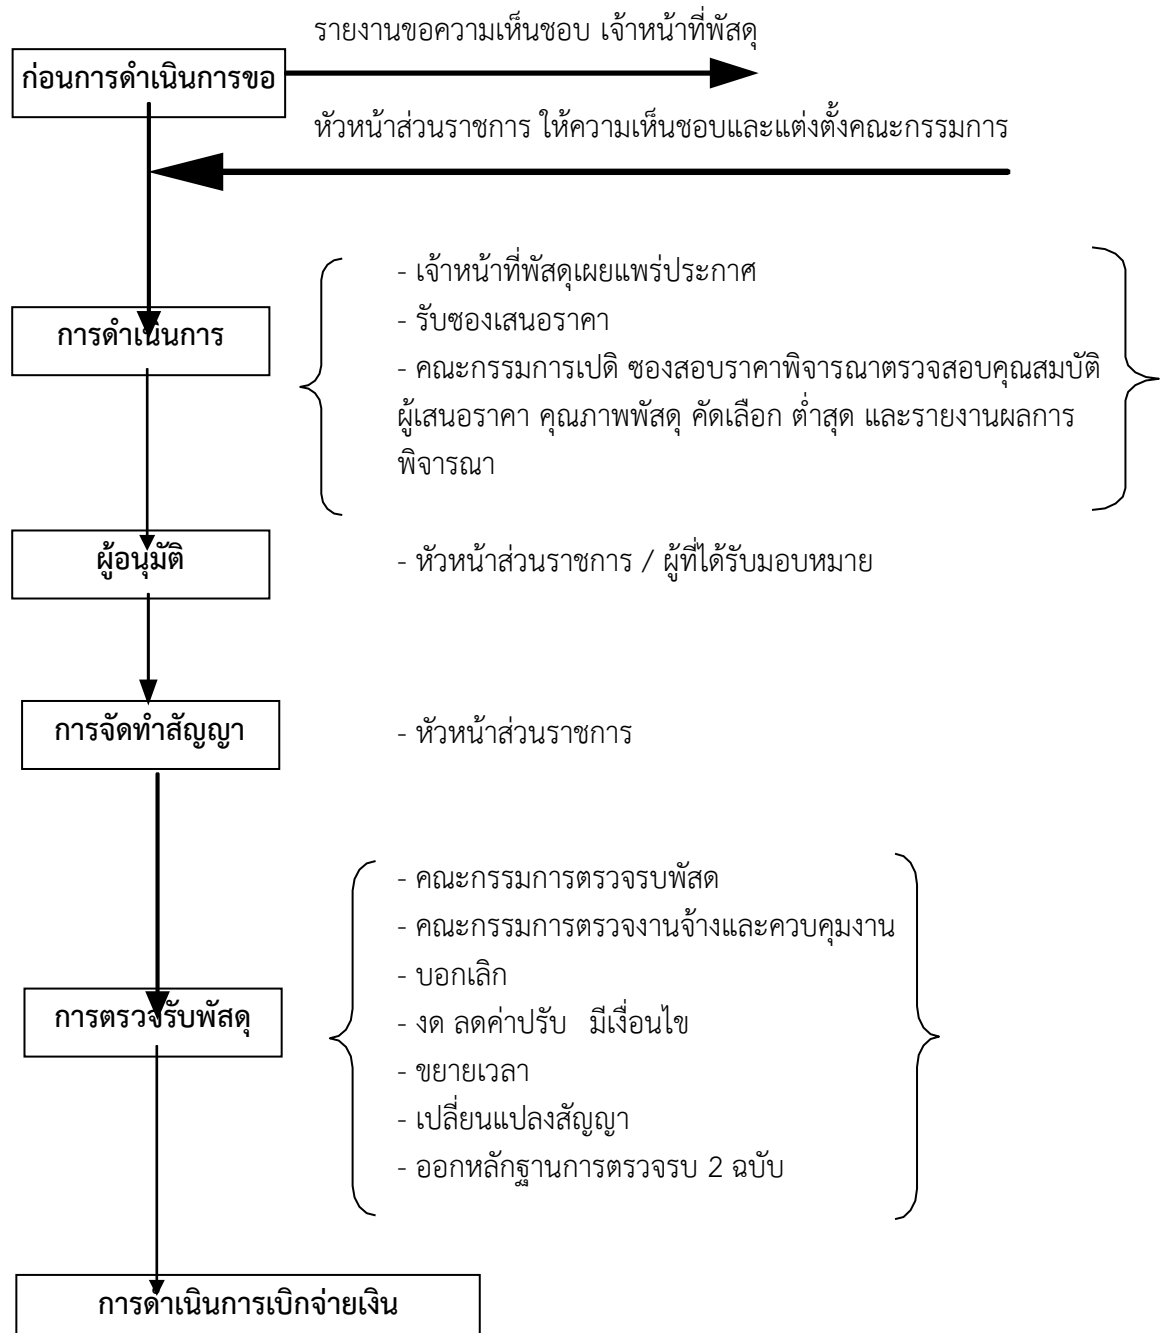 รายงานขอความเห็นชอบ เจ้าหน้าที่พัสดุ
ก่อนการดำเนินการขอ
หัวหน้าส่วนราชการ ให้ความเห็นชอบและแต่งตั้งคณะกรรมการ
- เจ้าหน้าที่พัสดุเผยแพร่ประกาศ
- รับซองเสนอราคา
การดำเนินการ
- คณะกรรมการเปดิ ซองสอบราคาพิจารณาตรวจสอบคุณสมบัติ
ผู้เสนอราคา คุณภาพพัสดุ คัดเลือก ต่ำสุด และรายงานผลการ
พิจารณา
ผู้อนุมัติ
- หัวหน้าส่วนราชการ / ผู้ที่ได้รับมอบหมาย
การจัดทำสัญญา
- หัวหน้าส่วนราชการ
- คณะกรรมการตรวจรบพัสด
- คณะกรรมการตรวจงานจ้างและควบคุมงาน
- บอกเลิก
การตรวจรับพัสดุ
- งด ลดค่าปรับ มีเงื่อนไข
- ขยายเวลา
- เปลี่ยนแปลงสัญญา
- ออกหลักฐานการตรวจรบ 2 ฉบับ
การดำเนินการเบิกจ่ายเงิน